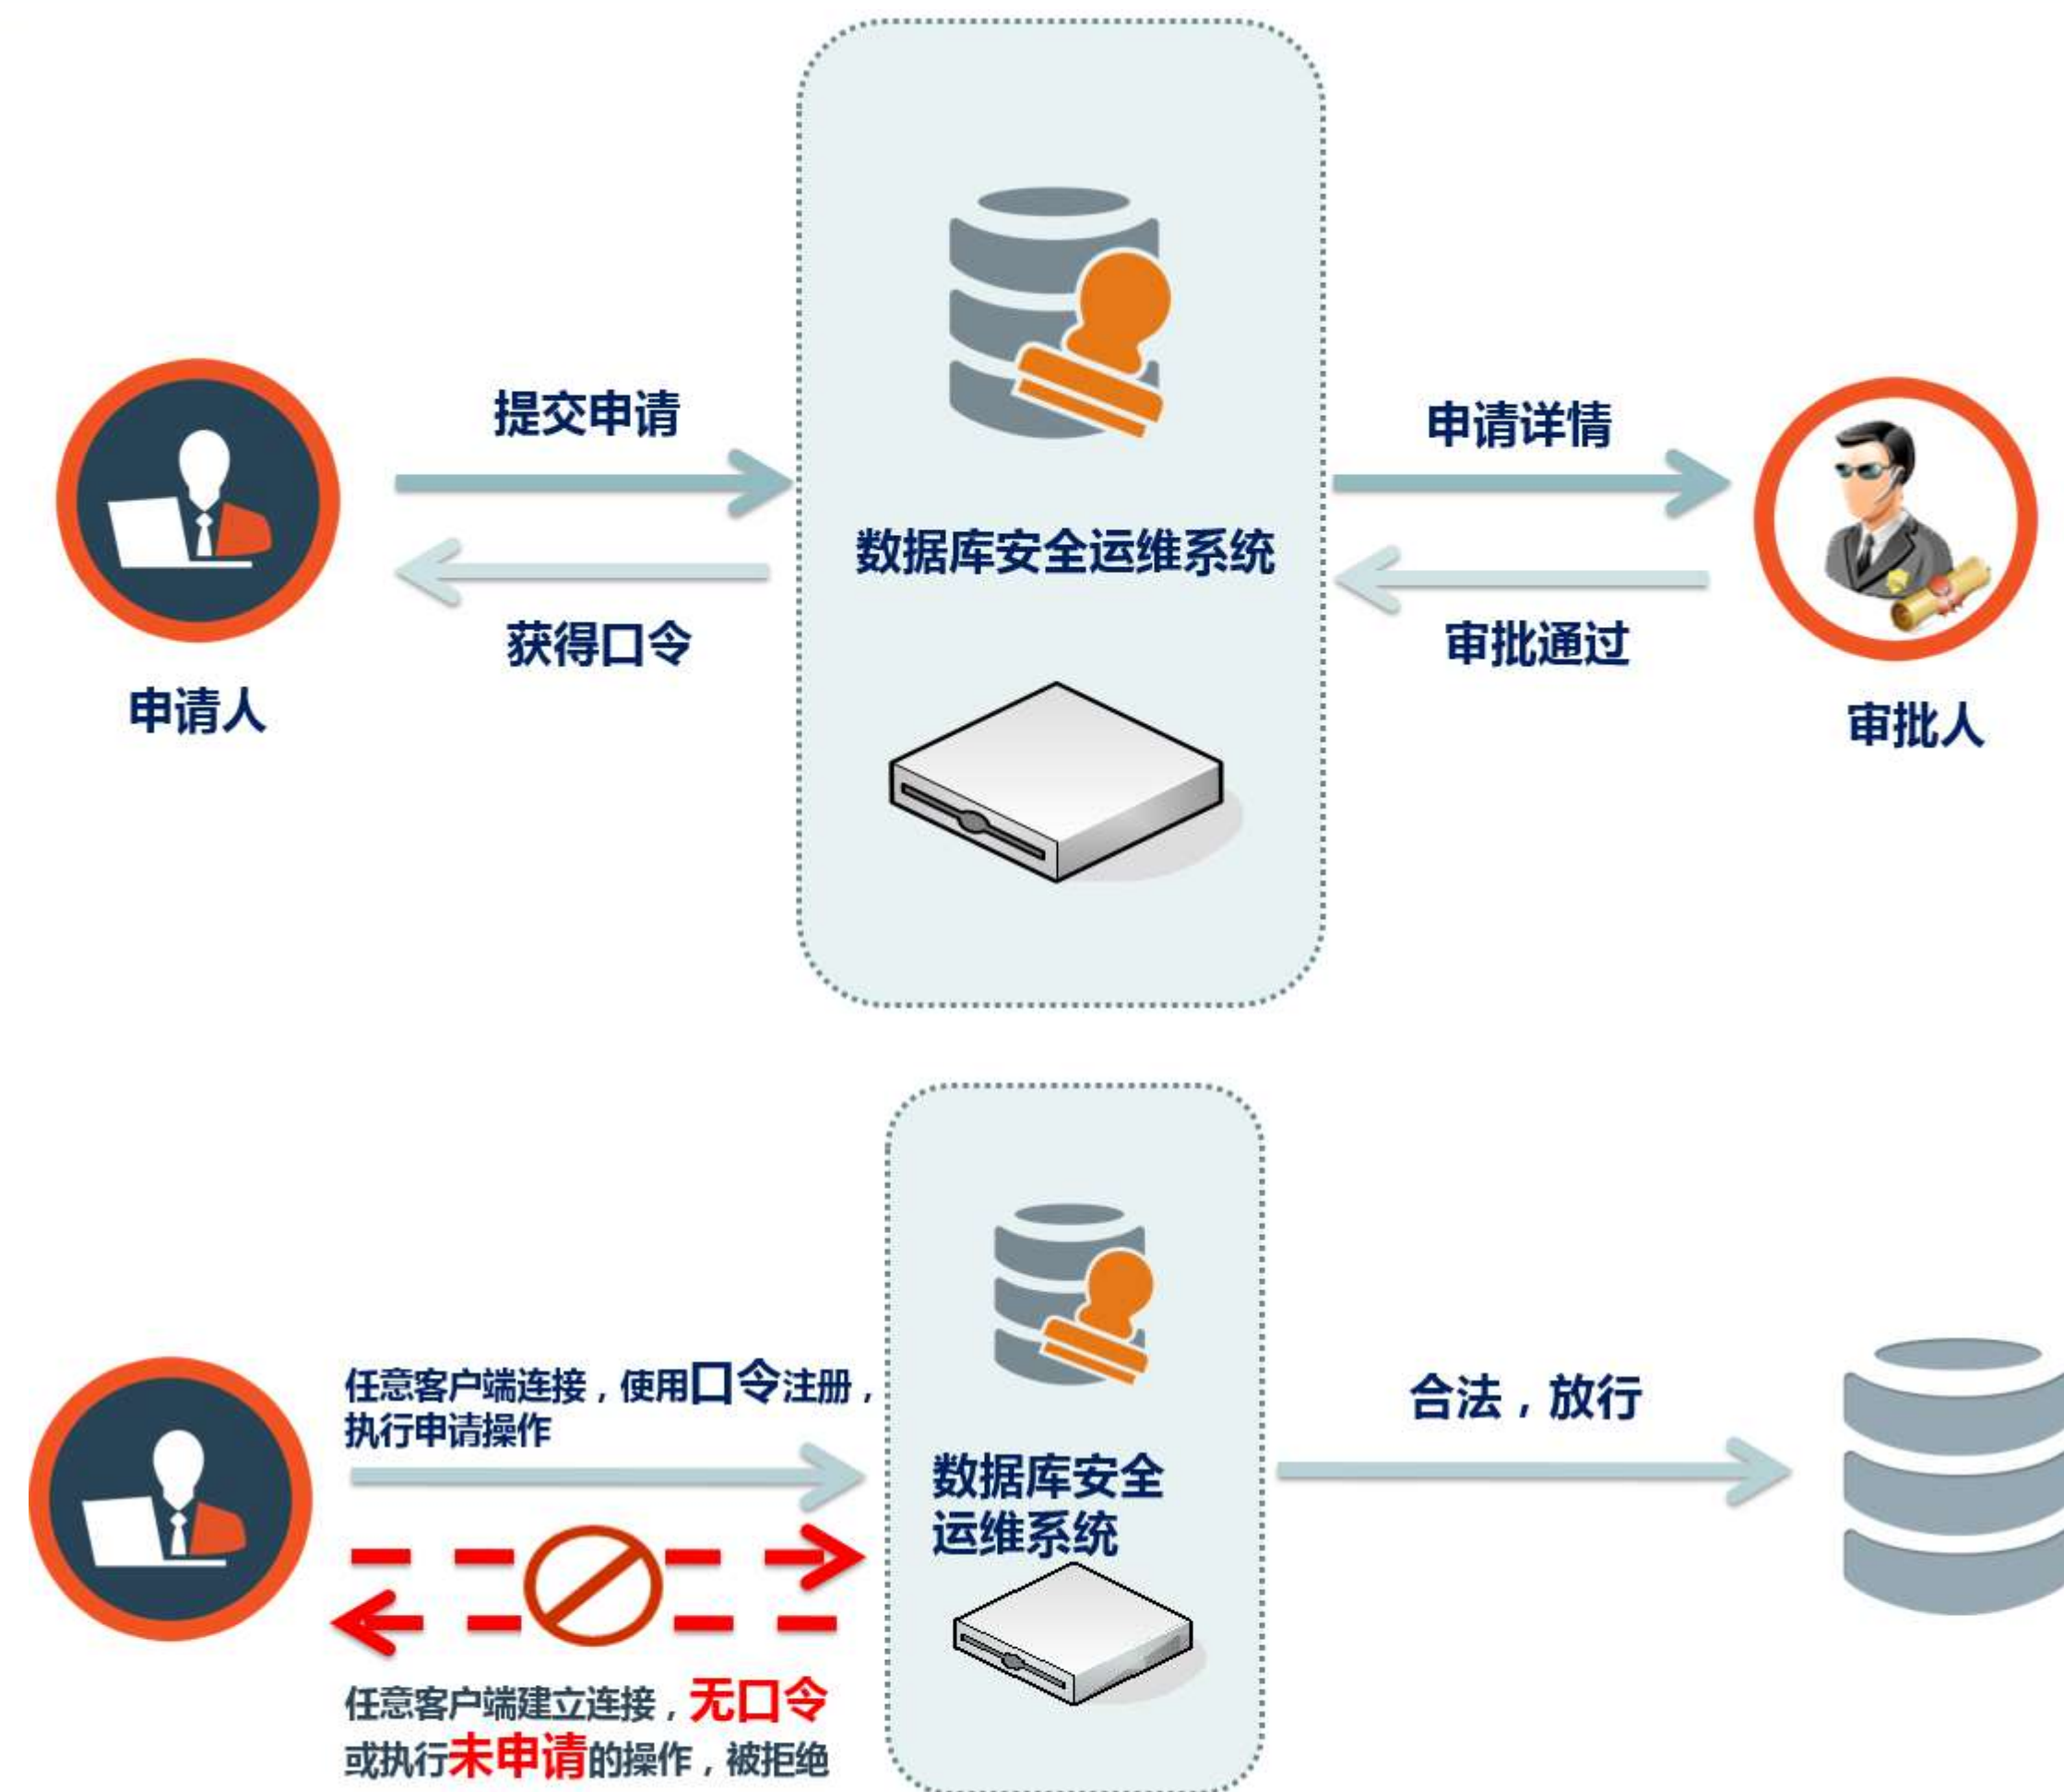 提交申请
申请详情
数据库安全运维系统
获得口令
审批通过
申请人
审批人
任意客户端连接，使用口令注册，
执行申请操作
合法，放行
数据库安全
运维系统
任意客户端建立连接，无口令
或执行未申请的操作，被拒绝